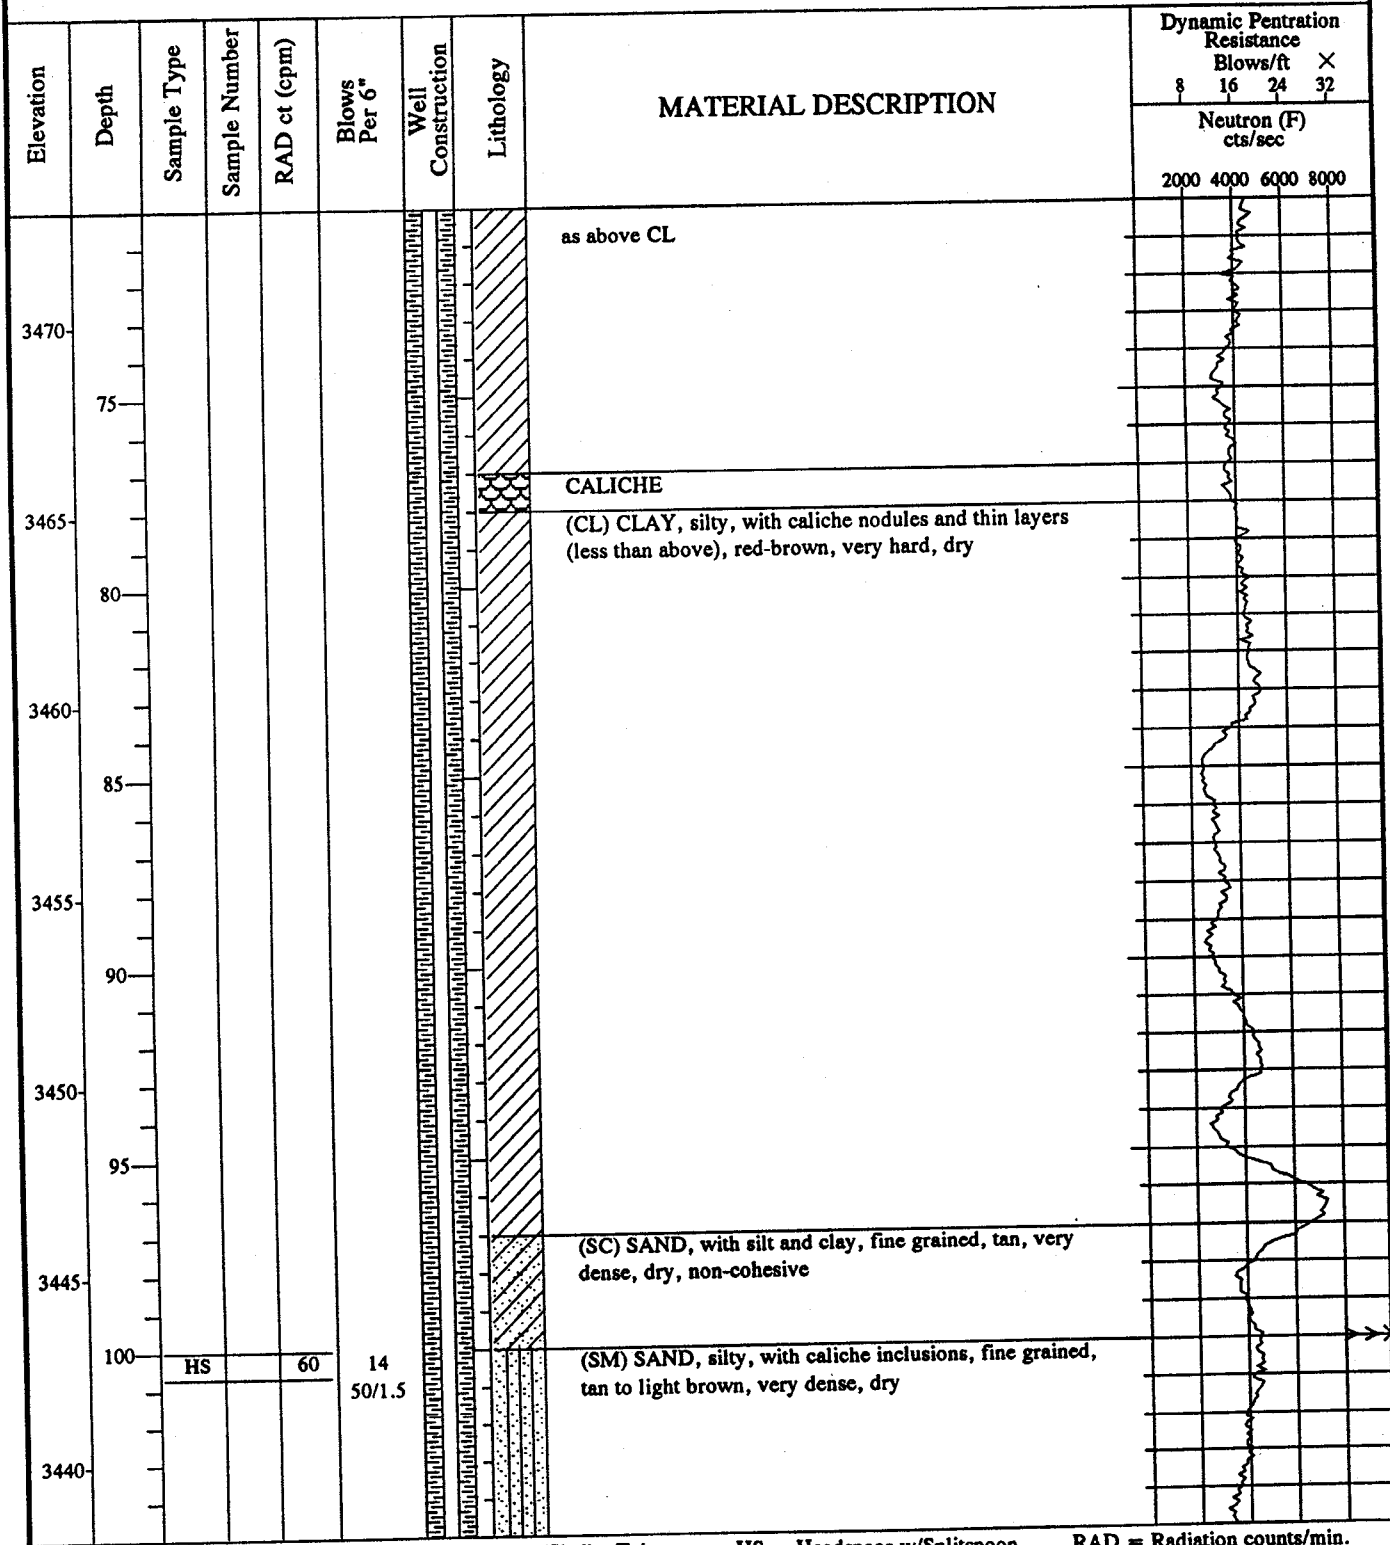 Elevation
Depth
Sample Type
Sample Number
RAD ct (cpm)
Blows
Per 6"
Well
Construction
Lithology
MATERIAL DESCRIPTION
Dynamic Pentration
Resistance
Blows/ft X
8 16 24 32
Neutron (F)
cts/sec
2000 4000 6000 8000
as above CL
3470
75
CALICHE
3465
(CL) CLAY, silty, with caliche nodules and thin layers
(less than above), red-brown, very hard, dry
80
3460
85
3455
90
3450
95
(SC) SAND, with silt and clay, fine grained, tan, very
dense, dry, non-cohesive
3445
100
HS 60 14
50/1.5
(SM) SAND, silty, with caliche inclusions, fine grained,
tan to light brown, very dense, dry
3440
HS = Headspace w/Splitspoon RAD = Radiation counts/min.